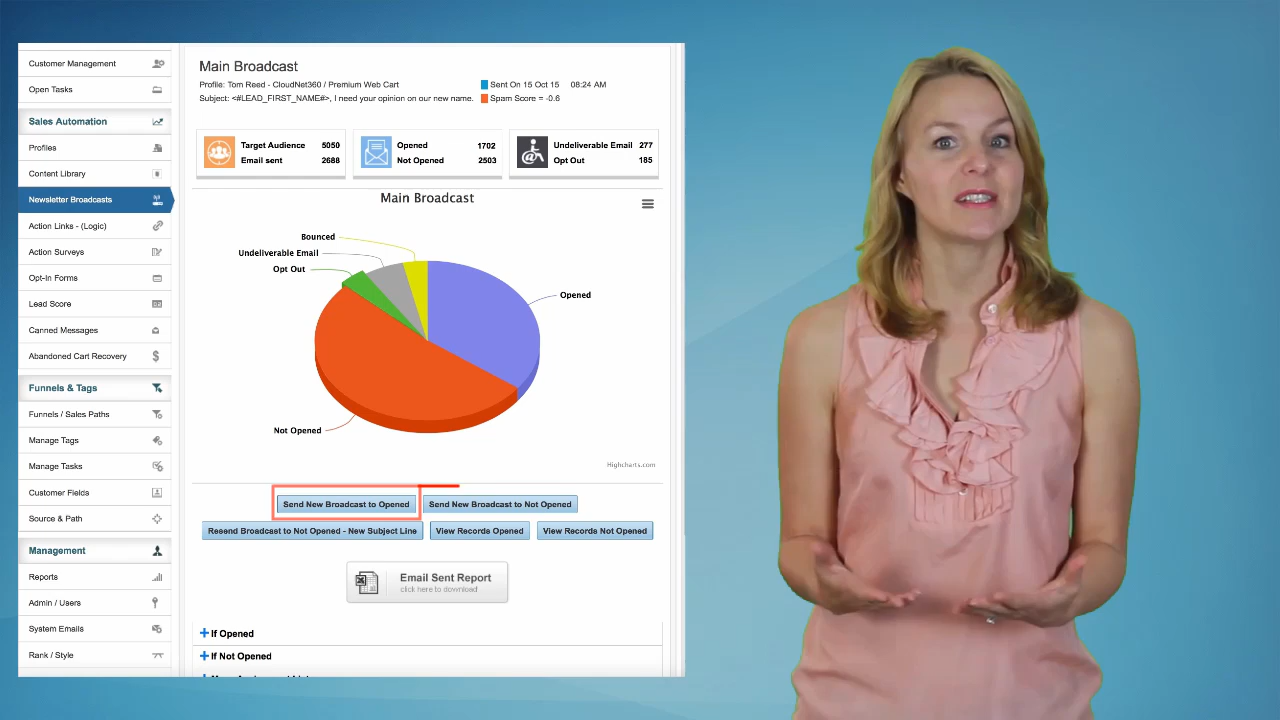 Customer Management
Open Tasks
Sales Automation
Profiles
Content Library
Newsletter Broadcasts
Action Links - (Logic)
Action Surveys
Opt-In Forms
Lead Score
Canned Messages
Abandoned Cart Recovery
$
Funnels & Tags
Funnels / Sales Paths
Manage Tags
Manage Tasks
Customer Fields
Source & Path
Management
Reports
Admin / Users
System Emails
Rank / Style
Main Broadcast
Profile: Tom Reed - CloudNet360 / Premium Web Cart
Sent On 15 Oct 15 08:24 AM
Subject: <#LEAD_FIRST_NAME#>, I need your opinion on our new name.
Spam Score = -0.6
Target Audience 5050
Email sent 2688
Opened 1702
Not Opened 2503
@
Undeliverable Email 277
Opt Out 185
Main Broadcast
Bounced
Undeliverable Email
Opt Out
Opened
Not Opened
Highcharts.com
Send New Broadcast to Opened
Send New Broadcast to Not Opened
Resend Broadcast to Not Opened - New Subject Line
View Records Opened
View Records Not Opened
Email Sent Report
click here to download
If Opened
If Not Opened